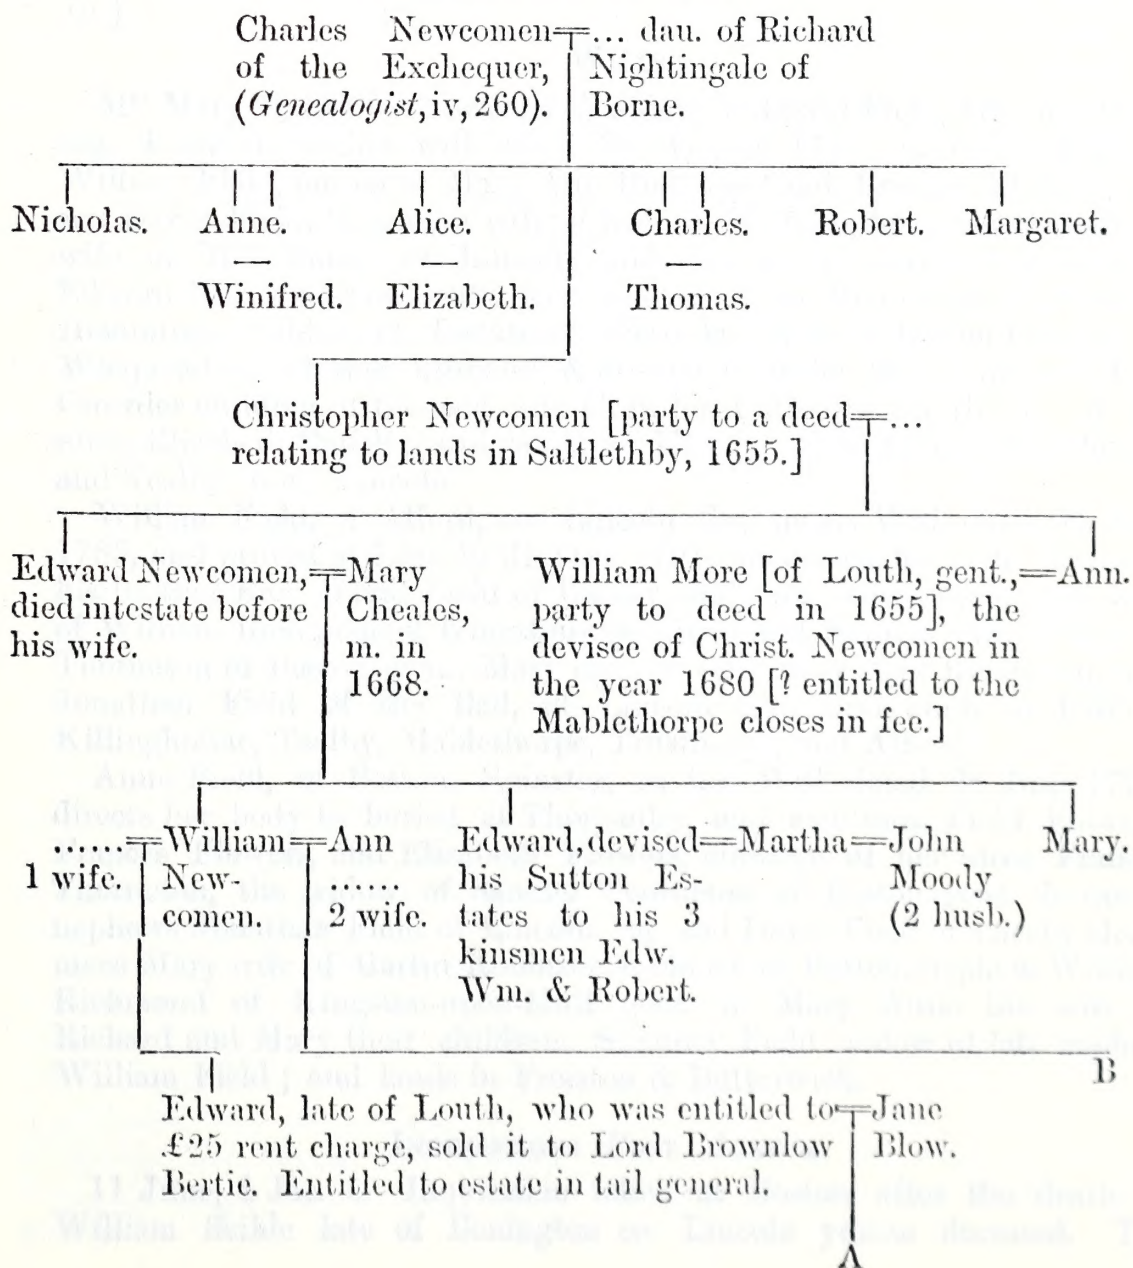 Charles Newcomen=... dau. of Richard
of the Exchequer, Nightingale of
(Genealogist, iv, 260). Borne.
Nicholas. Anne. Alice. Charles. Robert. Margaret.
— — —
Winifred. Elizabeth. Thomas.
Christopher Newcomen [party to a deed=...
relating to lands in Saltlethby, 1655.]
Edward Newcomen,=Mary
died intestate before Cheales,
his wife. m. in
1668.
William More [of Louth, gent.,=Ann.
party to deed in 1655], the
devisee of Christ. Newcomen in
the year 1680 [? entitled to the
Mablethorpe closes in fee.]
......=William=Ann
1 wife. New- ......
comen. 2 wife.
Edward, devised=Martha=John
his Sutton Es- Moody
tates to his 3 (2 husb.)
kinsmen Edw.
Wm. & Robert.
Mary.
B
Edward, late of Louth, who was entitled to=Jane
£25 rent charge, sold it to Lord Brownlow Blow.
Bertie. Entitled to estate in tail general.
A